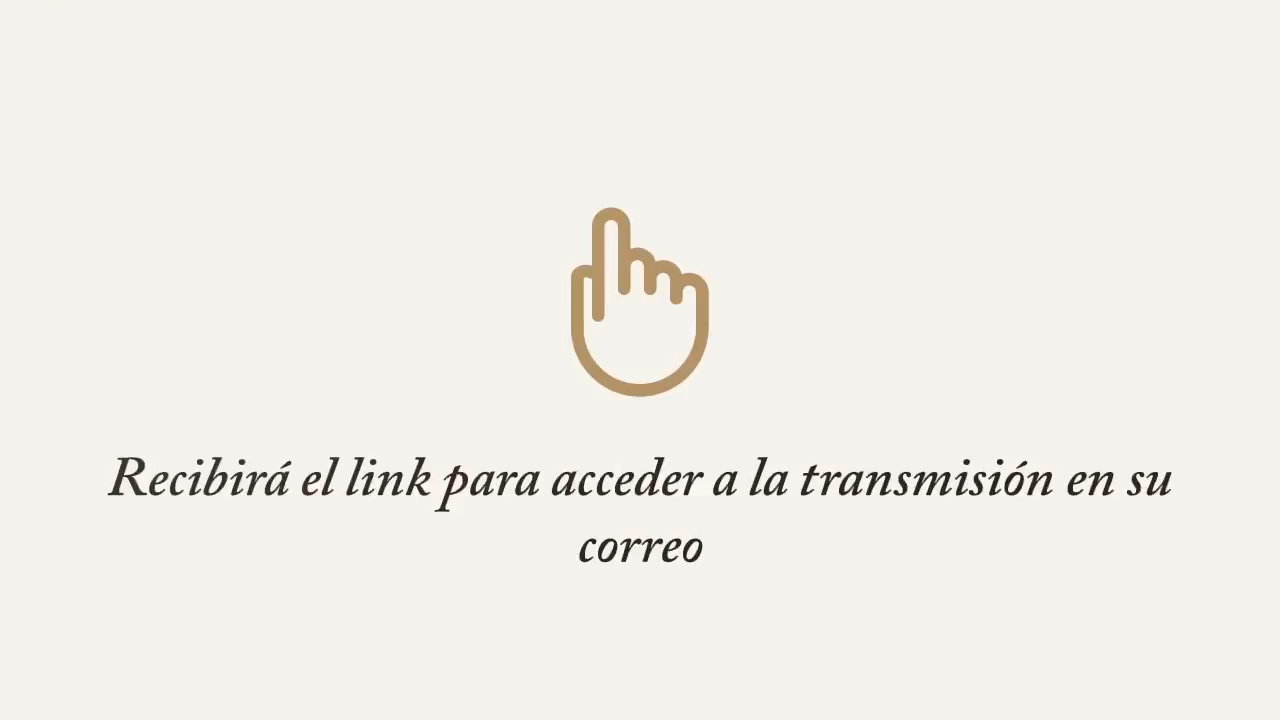 Recibirá el link para acceder a la transmisión en su
correo